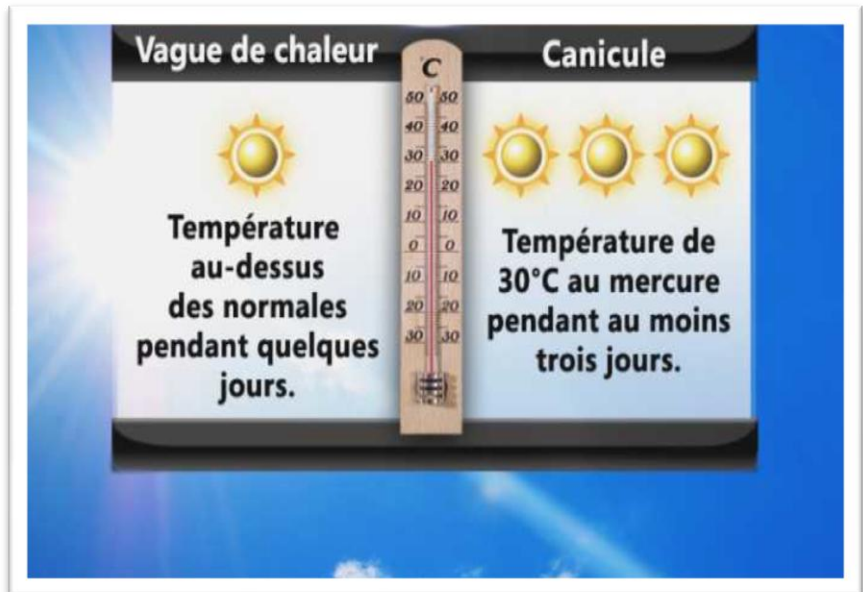 Vague de chaleur
Température
au-dessus
des normales
pendant quelques
jours.
°C
50 50
40 40
30 30
20 20
10 10
0 0
10 10
20 20
30 30
Canicule
Température de
30°C au mercure
pendant au moins
trois jours.